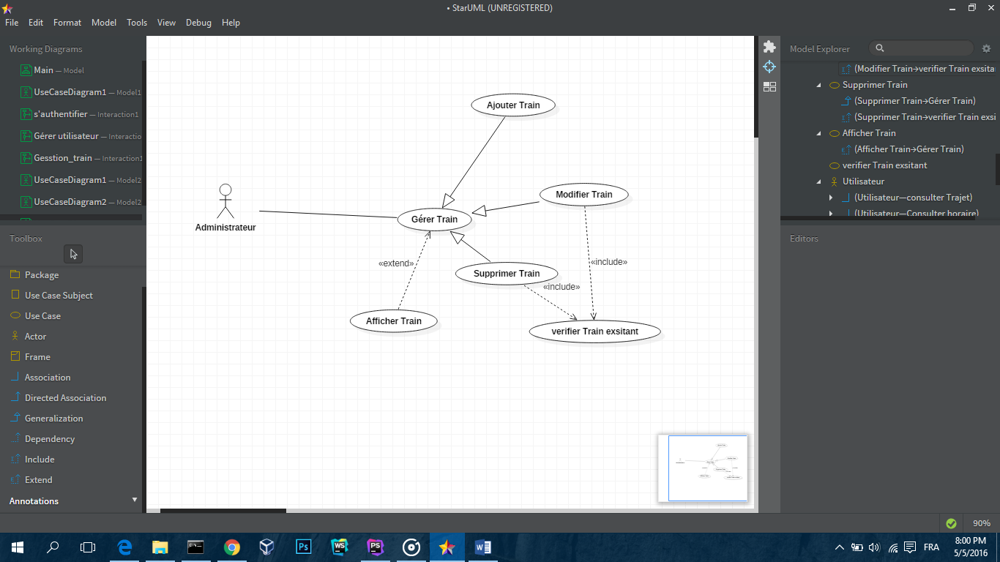 • StarUML (UNREGISTERED)
File Edit Format Model Tools View Debug Help
Working Diagrams
Main — Model
UseCaseDiagram1 — Model1
s'authentifier — Interaction1
Gérer utilisateur — Interactio
Gesstion_train — Interaction1
UseCaseDiagram1 — Model2
UseCaseDiagram2 — Model2
Toolbox
Package
Use Case Subject
Use Case
Actor
Frame
Association
Directed Association
Generalization
Dependency
Include
Extend
Annotations
Ajouter Train
Modifier Train
Gérer Train
Administrateur
«extend»
«include»
Supprimer Train
«include»
Afficher Train
verifier Train exsitant
Model Explorer
(Modifier Train→verifier Train exsita
Supprimer Train
(Supprimer Train→Gérer Train)
(Supprimer Train→verifier Train exsi
Afficher Train
(Afficher Train→Gérer Train)
verifier Train exsitant
Utilisateur
(Utilisateur—consulter Trajet)
(Utilisateur—Consulter horaire)
Editors
90%
Ps
WS
PS
W
FRA
8:00 PM
5/5/2016